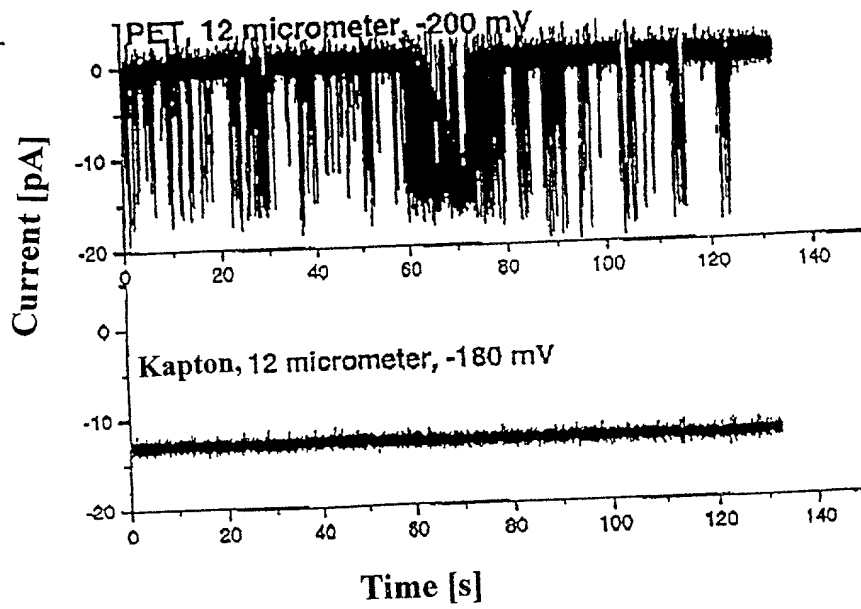 PET, 12 micrometer, -200 mV
0
-10
-20
0 20 40 60 80 100 120 140
Current [pA]
0
Kapton, 12 micrometer, -180 mV
-10
-20
0 20 40 60 80 100 120 140
Time [s]